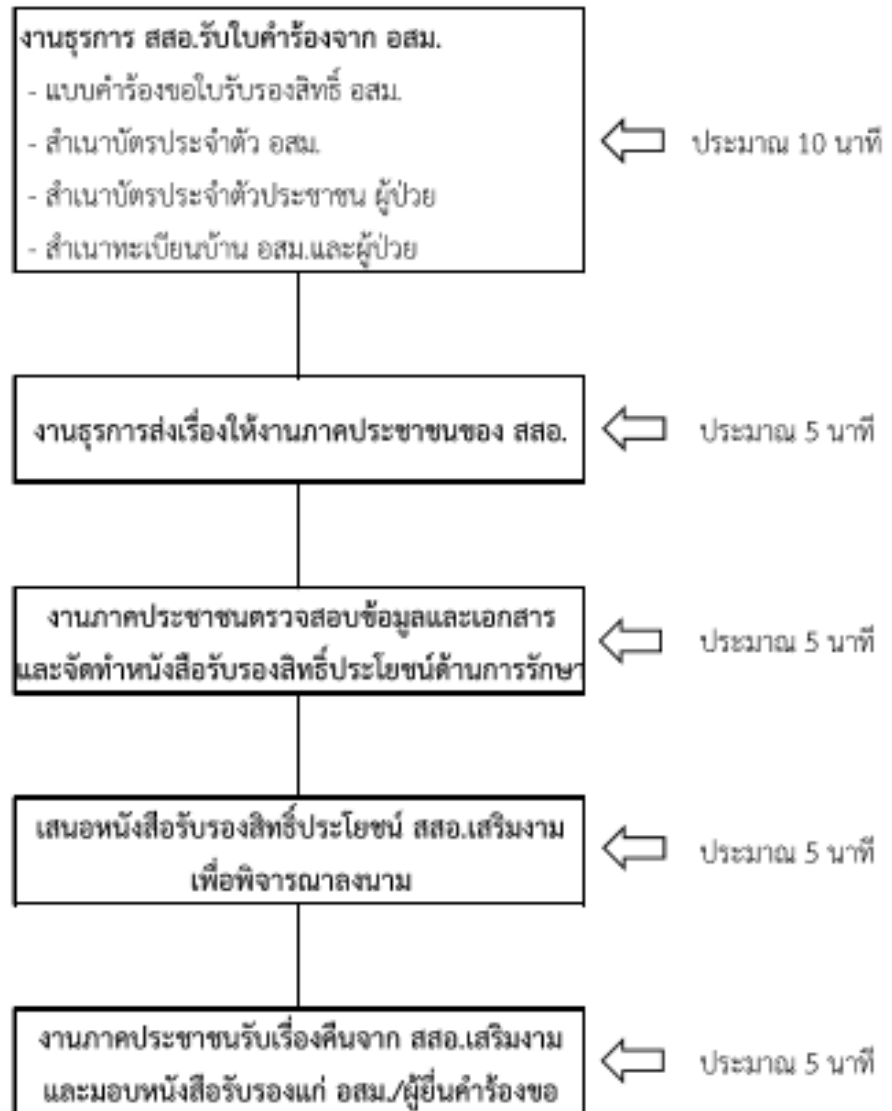 งานธุรการ สสอ.รับใบคำร้องจาก อสม.
- แบบคำร้องขอใบรับรองสิทธิ์ อสม.
- สำเนาบัตรประจำตัว อสม.
- สำเนาบัตรประจำตัวประชาชน ผู้ป่วย
- สำเนาทะเบียนบ้าน อสม.และผู้ป่วย
ประมาณ 10 นาที
งานธุรการส่งเรื่องให้งานภาคประชาชนของ สสอ.
ประมาณ 5 นาที
งานภาคประชาชนตรวจสอบข้อมูลและเอกสาร
และจัดทำหนังสือรับรองสิทธิ์ประโยชน์ด้านการรักษา
ประมาณ 5 นาที
เสนอหนังสือรับรองสิทธิ์ประโยชน์ สสอ.เสริมงาม
เพื่อพิจารณาลงนาม
ประมาณ 5 นาที
งานภาคประชาชนรับเรื่องคืนจาก สสอ.เสริมงาม
และมอบหนังสือรับรองแก่ อสม./ผู้ยื่นคำร้องขอ
ประมาณ 5 นาที